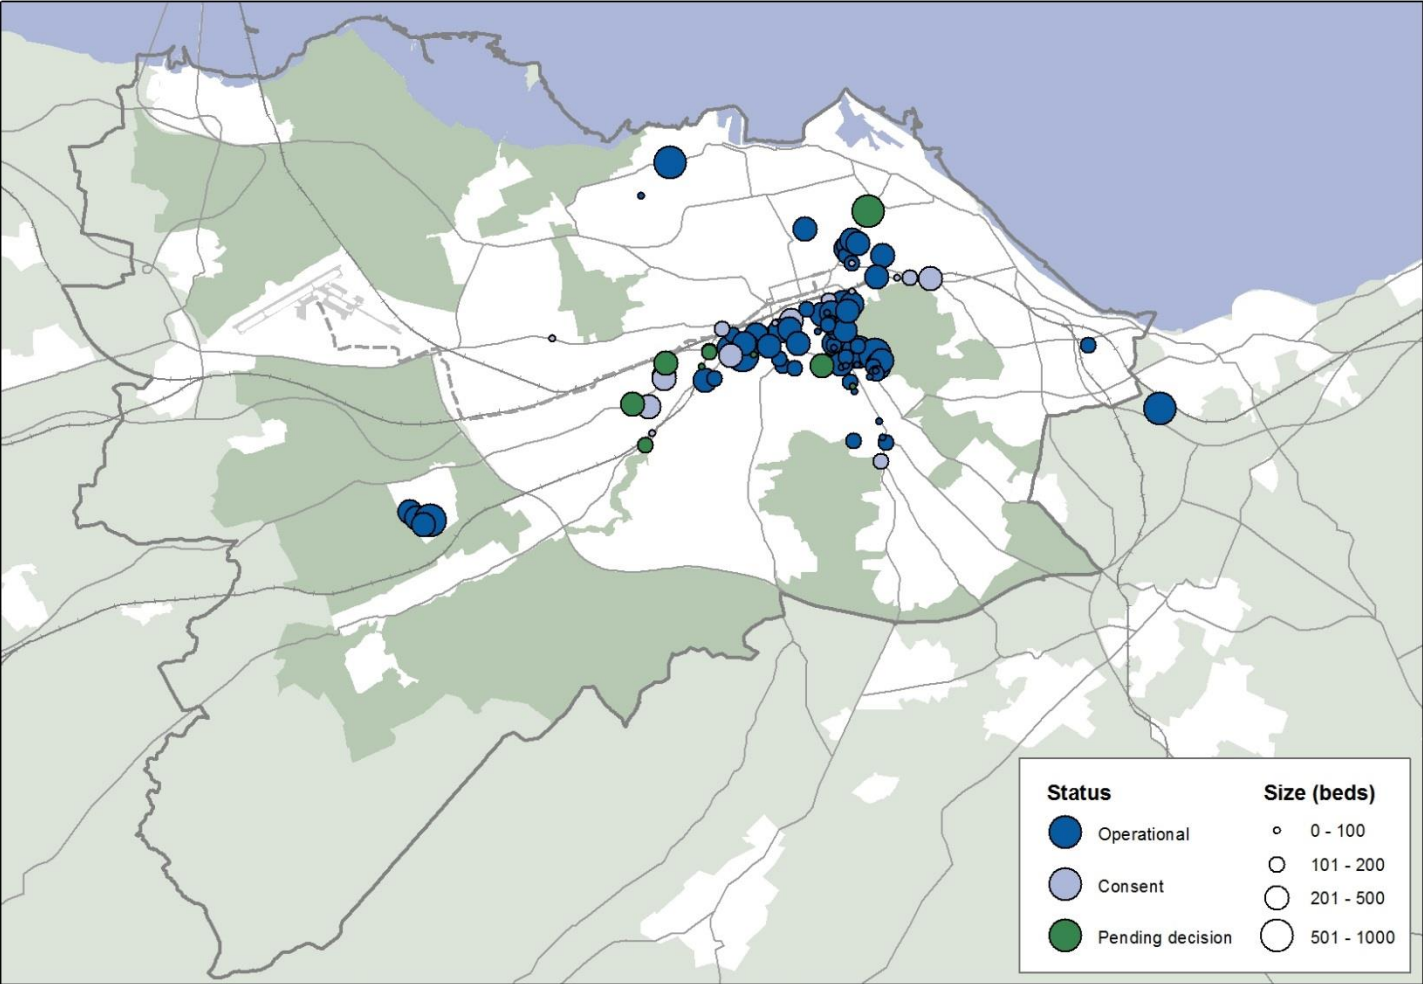 Status
Operational
Consent
Pending decision
Size (beds)
0 - 100
101 - 200
201 - 500
501 - 1000